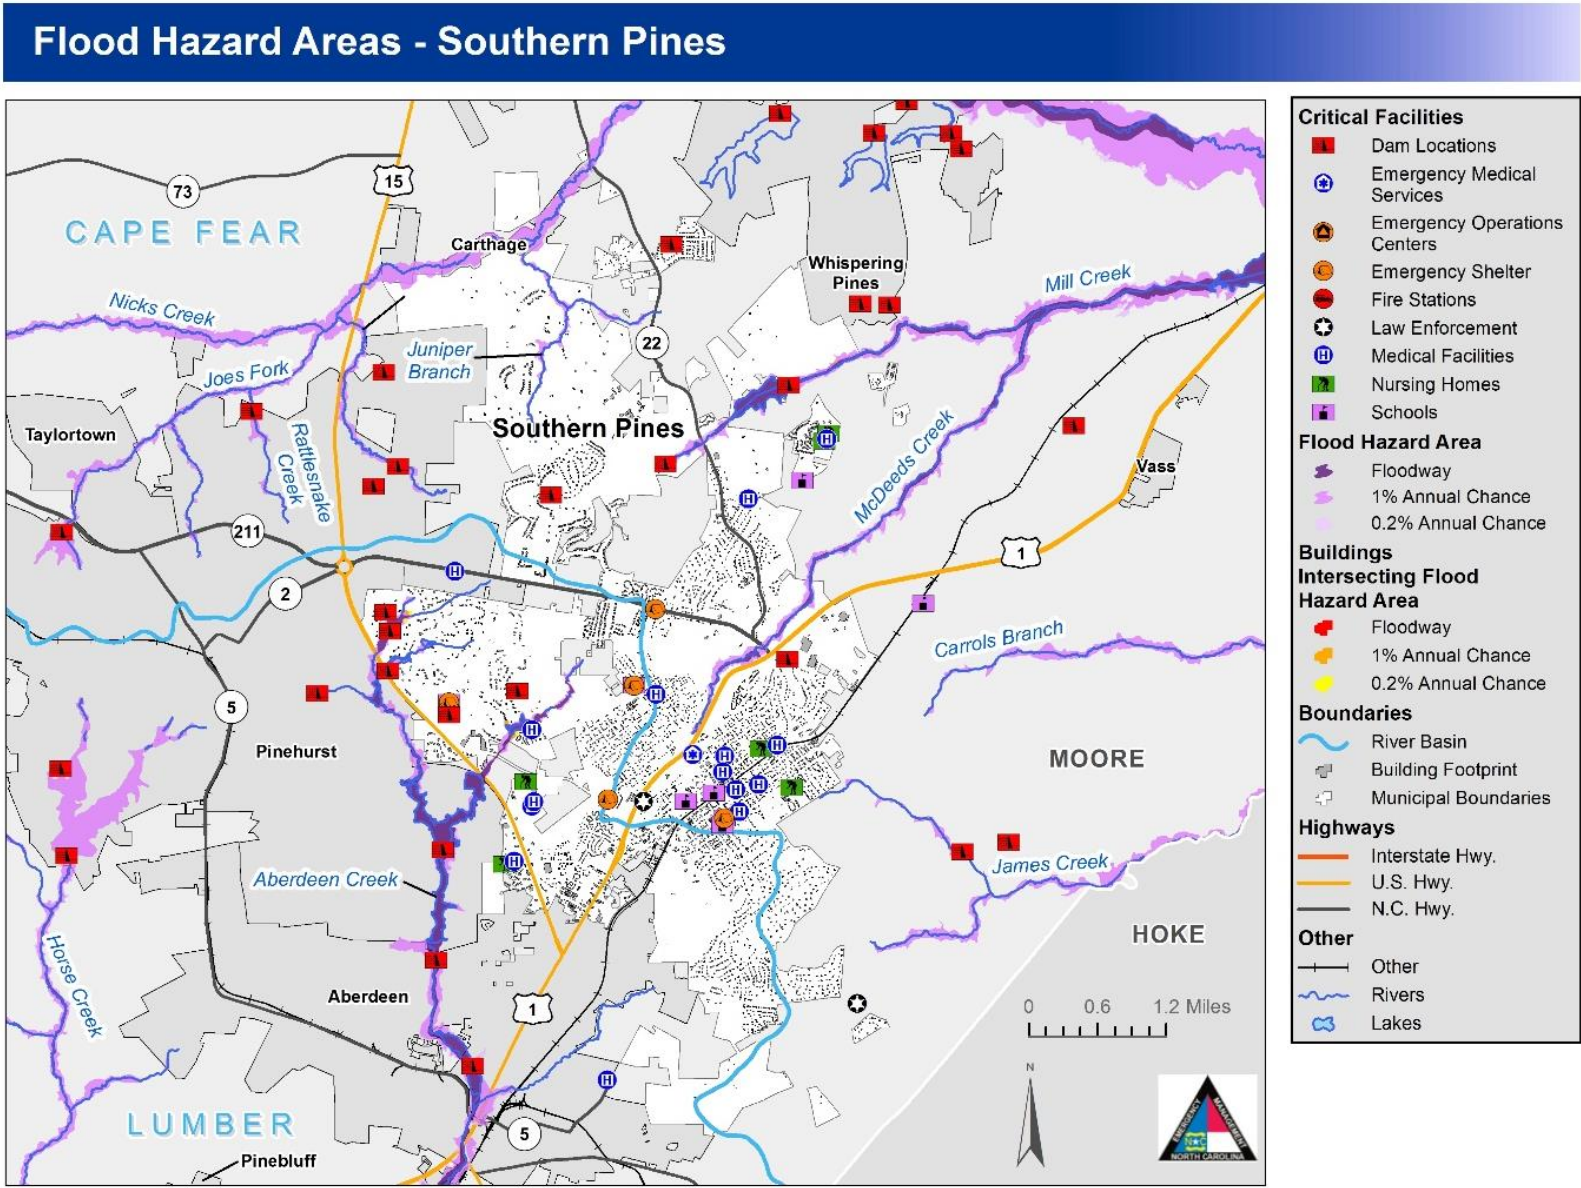 Flood Hazard Areas - Southern Pines
73
15
CAPE FEAR
Carthage
Whispering
Pines
Mill Creek
Nicks Creek
22
Juniper
Branch
Joes Fork
Taylortown
Southern Pines
Rattlesnake
Creek
McDeeds Creek
Vass
211
1
2
Carrols Branch
5
Pinehurst
MOORE
Aberdeen Creek
James Creek
HOKE
Horse Creek
Aberdeen
1
0 0.6 1.2 Miles
N
LUMBER
5
Pinebluff
EMERGENCY
MANAGEMENT
NORTH CAROLINA
Critical Facilities
Dam Locations
Emergency Medical
Services
Emergency Operations
Centers
Emergency Shelter
Fire Stations
Law Enforcement
Medical Facilities
Nursing Homes
Schools
Flood Hazard Area
Floodway
1% Annual Chance
0.2% Annual Chance
Buildings
Intersecting Flood
Hazard Area
Floodway
1% Annual Chance
0.2% Annual Chance
Boundaries
River Basin
Building Footprint
Municipal Boundaries
Highways
Interstate Hwy.
U.S. Hwy.
N.C. Hwy.
Other
Other
Rivers
Lakes